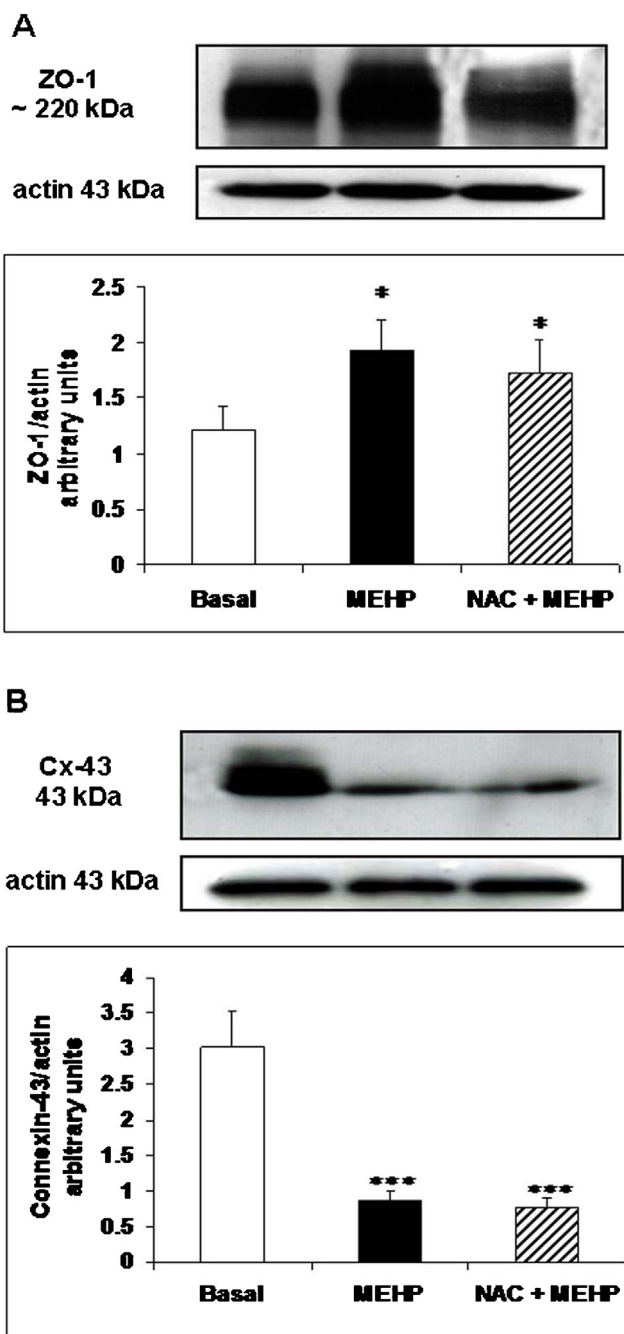 A
ZO-1
~ 220 kDa
actin 43 kDa
2.5
2
1.5
1
0.5
0
ZO-1/actin
arbitrary units
*
*
Basal
MEHP
NAC + MEHP
B
Cx-43
43 kDa
actin 43 kDa
4
3.5
3
2.5
2
1.5
1
0.5
0
Connexin-43/actin
arbitrary units
***
***
Basal
MEHP
NAC + MEHP